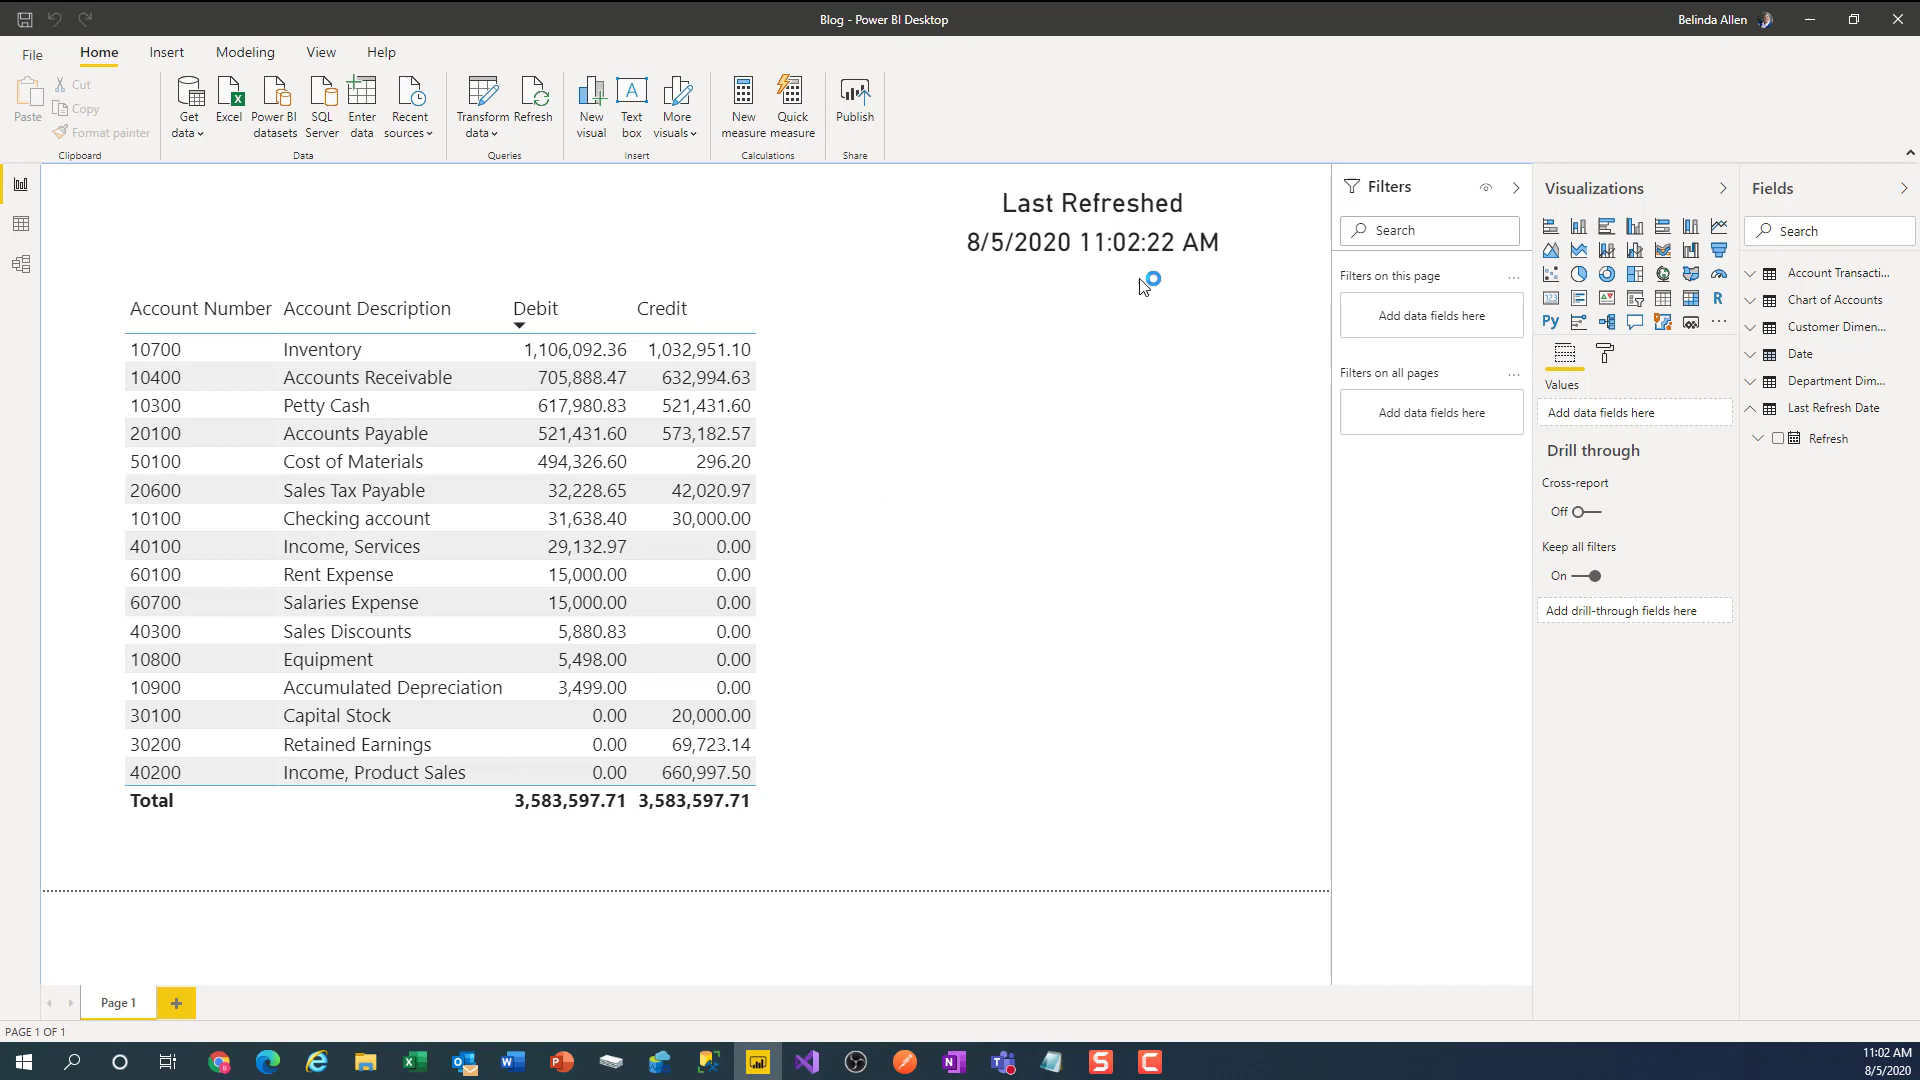 Blog - Power BI Desktop
Belinda Allen
File
Home
Insert
Modeling
View
Help
Paste
Cut
Copy
Format painter
Clipboard
Get data
Excel
Power BI datasets
SQL Server
Enter data
Recent sources
Data
Transform data
Refresh
Queries
New visual
Text box
More visuals
Insert
New measure
Quick measure
Calculations
Publish
Share
Last Refreshed
8/5/2020 11:02:22 AM
Account Number Account Description Debit Credit
10700 Inventory 1,106,092.36 1,032,951.10
10400 Accounts Receivable 705,888.47 632,994.63
10300 Petty Cash 617,980.83 521,431.60
20100 Accounts Payable 521,431.60 573,182.57
50100 Cost of Materials 494,326.60 296.20
20600 Sales Tax Payable 32,228.65 42,020.97
10100 Checking account 31,638.40 30,000.00
40100 Income, Services 29,132.97 0.00
60100 Rent Expense 15,000.00 0.00
60700 Salaries Expense 15,000.00 0.00
40300 Sales Discounts 5,880.83 0.00
10800 Equipment 5,498.00 0.00
10900 Accumulated Depreciation 3,499.00 0.00
30100 Capital Stock 0.00 20,000.00
30200 Retained Earnings 0.00 69,723.14
40200 Income, Product Sales 0.00 660,997.50
Total 3,583,597.71 3,583,597.71
Filters
Search
Filters on this page
...
Add data fields here
Filters on all pages
...
Add data fields here
Visualizations
123
R
Py
...
Values
Add data fields here
Drill through
Cross-report
Off
Keep all filters
On
Add drill-through fields here
Fields
Search
Account Transacti...
Chart of Accounts
Customer Dimen...
Date
Department Dim...
Last Refresh Date
Refresh
Page 1
+
PAGE 1 OF 1
11:02 AM
8/5/2020